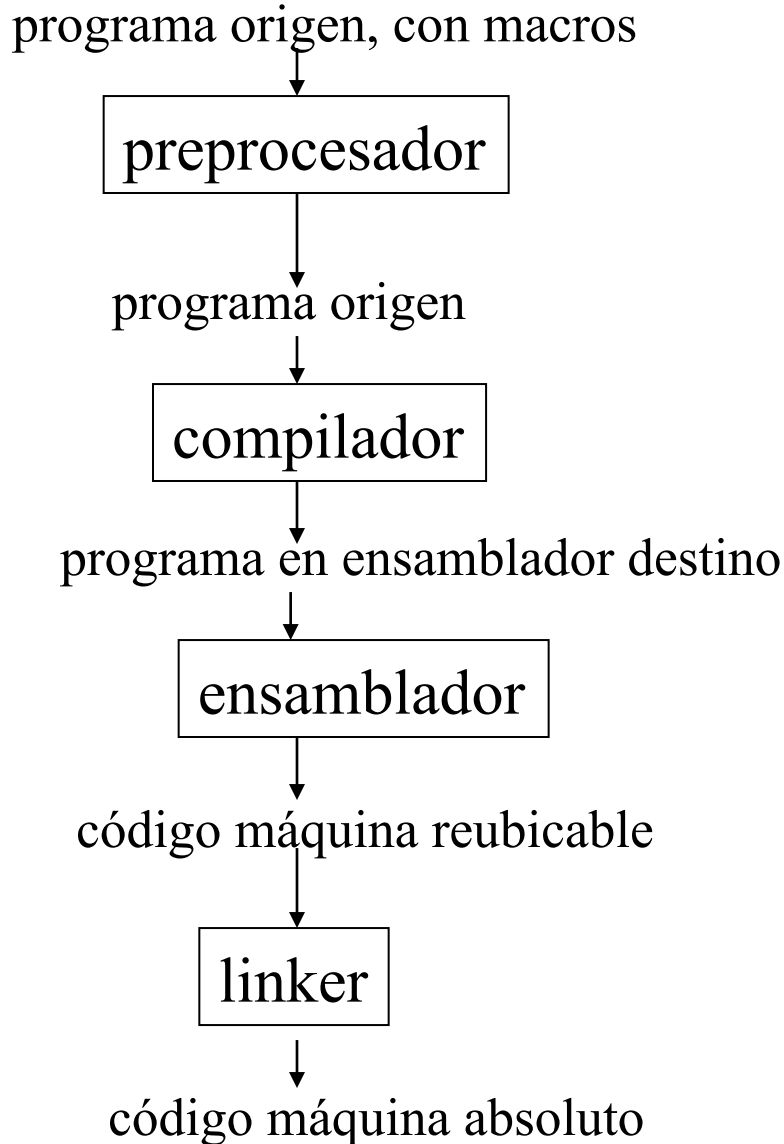 programa origen, con macros
preprocesador
programa origen
compilador
programa en ensamblador destino
ensamblador
código máquina reubicable
linker
código máquina absoluto